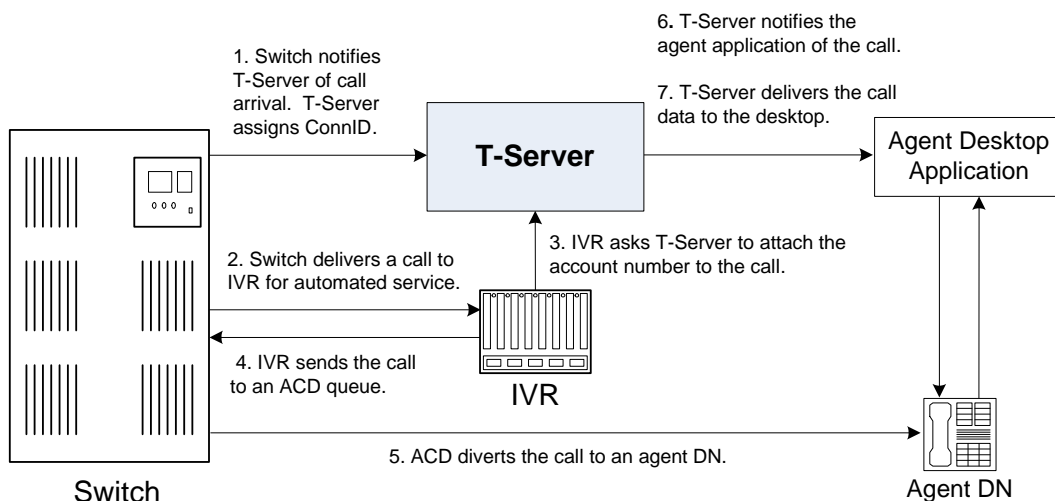 1. Switch notifies
T-Server of call
arrival. T-Server
assigns ConnID.
6. T-Server notifies the
agent application of the call.
7. T-Server delivers the call
data to the desktop.
T-Server
Agent Desktop
Application
2. Switch delivers a call to
IVR for automated service.
3. IVR asks T-Server to attach the
account number to the call.
4. IVR sends the call
to an ACD queue.
IVR
5. ACD diverts the call to an agent DN.
Switch
Agent DN